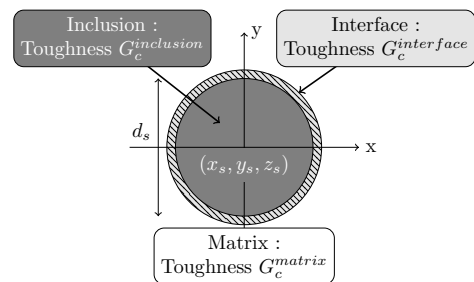 Inclusion :
Toughness G_c^{inclusion}
Interface :
Toughness G_c^{interface}
y
d_s
x
(x_s, y_s, z_s)
Matrix :
Toughness G_c^{matrix}